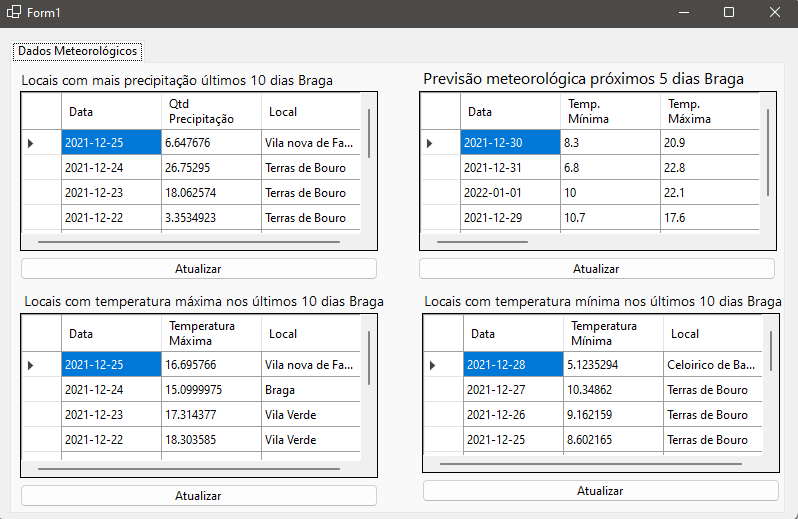 Form1
Dados Meteorológicos
Locais com mais precipitação últimos 10 dias Braga
Data Qtd Precipitação Local
2021-12-25 6.647676 Vila nova de Fa...
2021-12-24 26.75295 Terras de Bouro
2021-12-23 18.062574 Terras de Bouro
2021-12-22 3.3534923 Terras de Bouro
Atualizar
Previsão meteorológica próximos 5 dias Braga
Data Temp. Mínima Temp. Máxima
2021-12-30 8.3 20.9
2021-12-31 6.8 22.8
2022-01-01 10 22.1
2021-12-29 10.7 17.6
Atualizar
Locais com temperatura máxima nos últimos 10 dias Braga
Data Temperatura Máxima Local
2021-12-25 16.695766 Vila nova de Fa...
2021-12-24 15.0999975 Braga
2021-12-23 17.314377 Vila Verde
2021-12-22 18.303585 Vila Verde
Atualizar
Locais com temperatura mínima nos últimos 10 dias Braga
Data Temperatura Mínima Local
2021-12-28 5.1235294 Celoirico de Ba...
2021-12-27 10.34862 Terras de Bouro
2021-12-26 9.162159 Terras de Bouro
2021-12-25 8.602165 Terras de Bouro
Atualizar